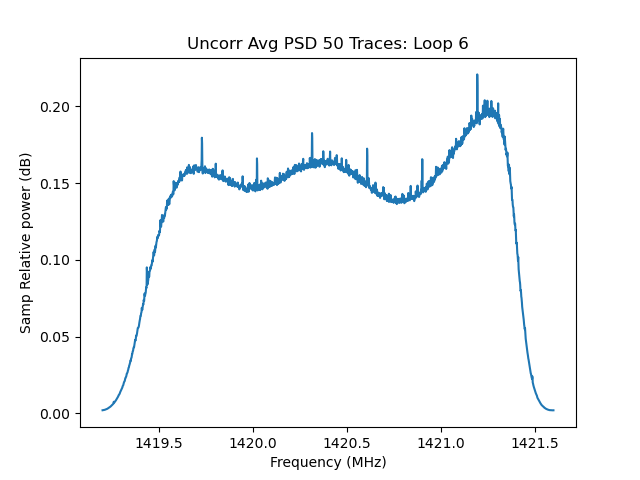 Uncorr Avg PSD 50 Traces: Loop 6
Samp Relative power (dB)
0.20
0.15
0.10
0.05
0.00
1419.5 1420.0 1420.5 1421.0 1421.5
Frequency (MHz)